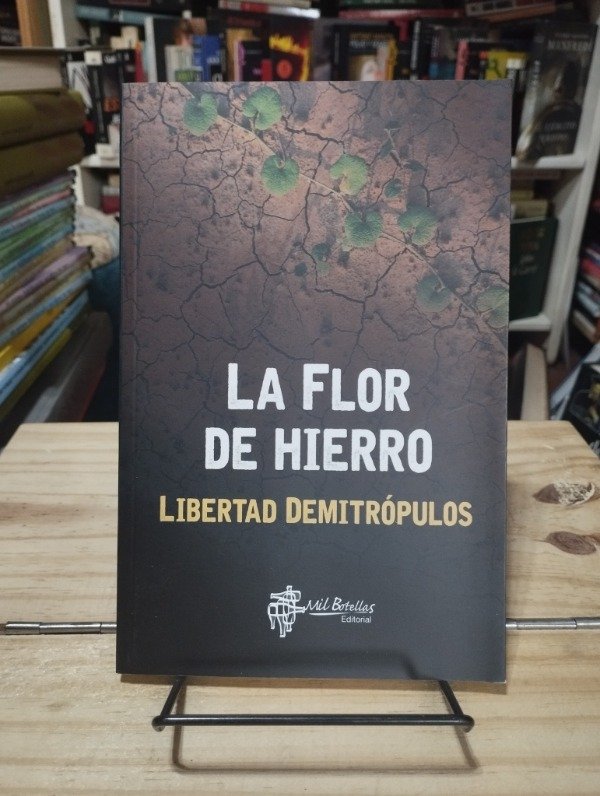 LA FLOR
DE HIERRO
LIBERTAD DEMITRÓPULOS
Mil Botellas
Editorial